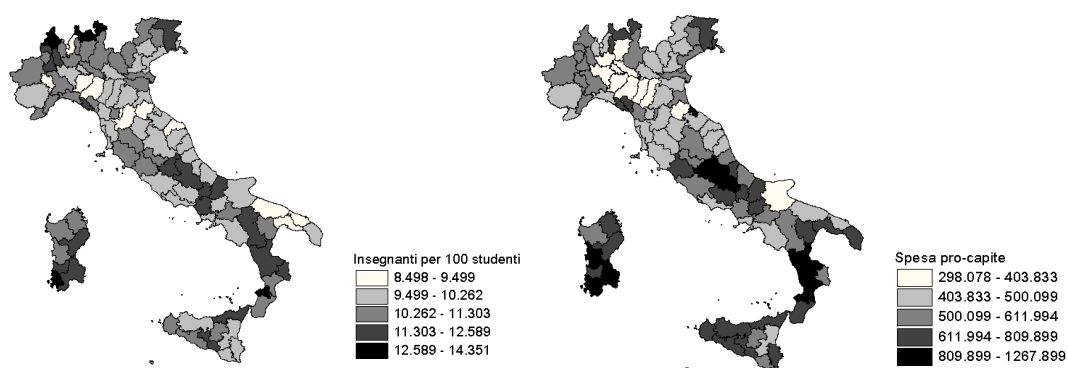 Insegnanti per 100 studenti
8.498 - 9.499
9.499 - 10.262
10.262 - 11.303
11.303 - 12.589
12.589 - 14.351
Spesa pro-capite
298.078 - 403.833
403.833 - 500.099
500.099 - 611.994
611.994 - 809.899
809.899 - 1267.899